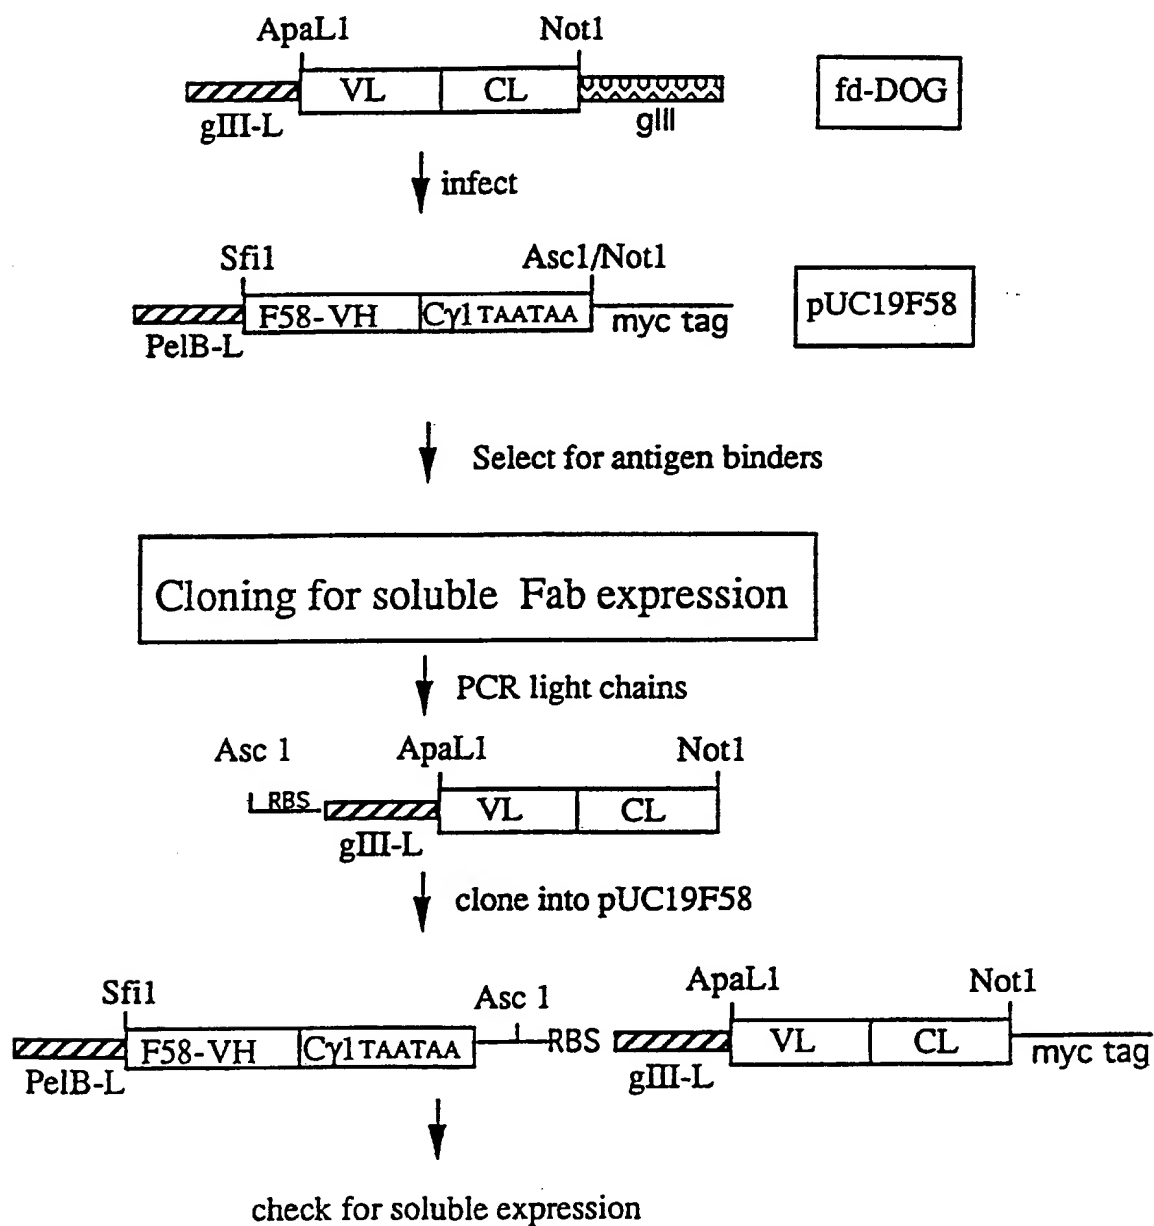 ApaL1 Not1
VL CL fd-DOG
gIII-L gIII
infect
Sfi1 Asc1/Not1
F58-VH Cγ1 TAATAA myc tag pUC19F58
PelB-L
Select for antigen binders
Cloning for soluble Fab expression
PCR light chains
Asc 1 ApaL1 Not1
RBS VL CL
gIII-L
clone into pUC19F58
Sfi1 Asc 1 ApaL1 Not1
F58-VH Cγ1 TAATAA RBS VL CL myc tag
PelB-L gIII-L
check for soluble expression